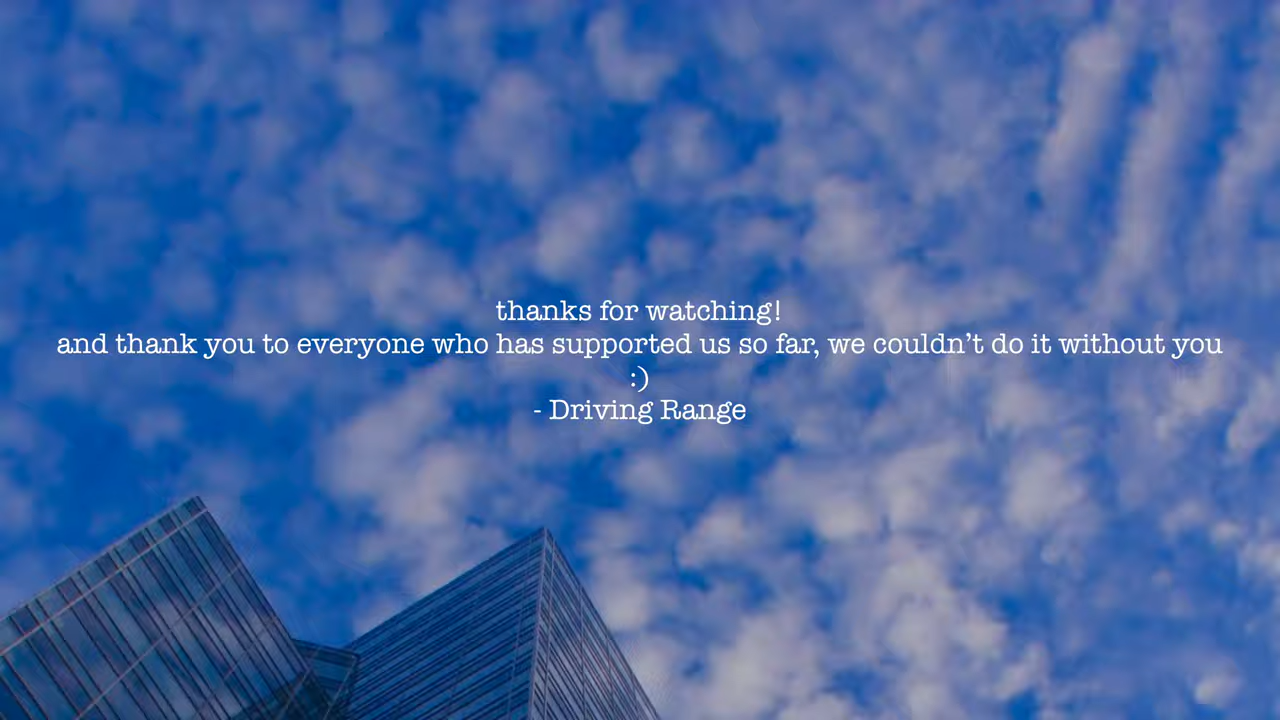 thanks for watching!
and thank you to everyone who has supported us so far, we couldn’t do it without you
:)
- Driving Range